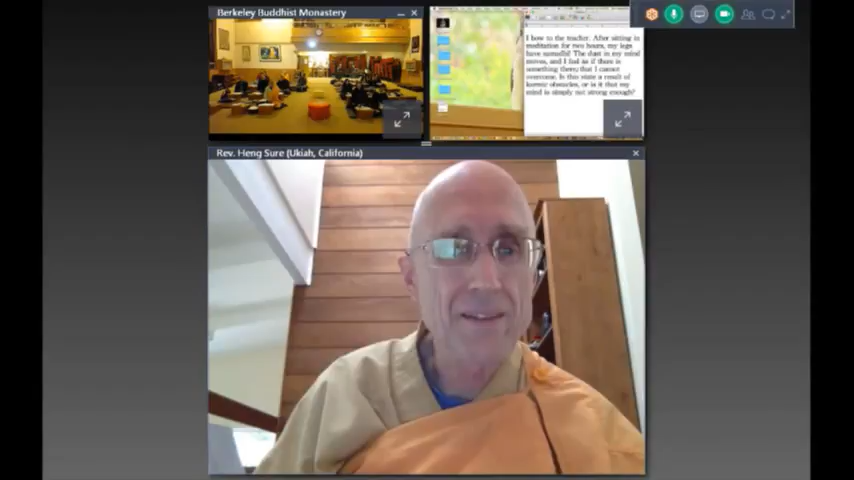 Berkeley Buddhist Monastery
I bow to the teacher. After sitting in
meditation for two hours, my legs
have The dust in my mind
moves, and I feel as if there is
something there, that I cannot
overcome. Is this state a result of
karmic obstacles, or is it that my
mind is simply not strong enough?
Rev. Heng Sure (Ukiah, California)